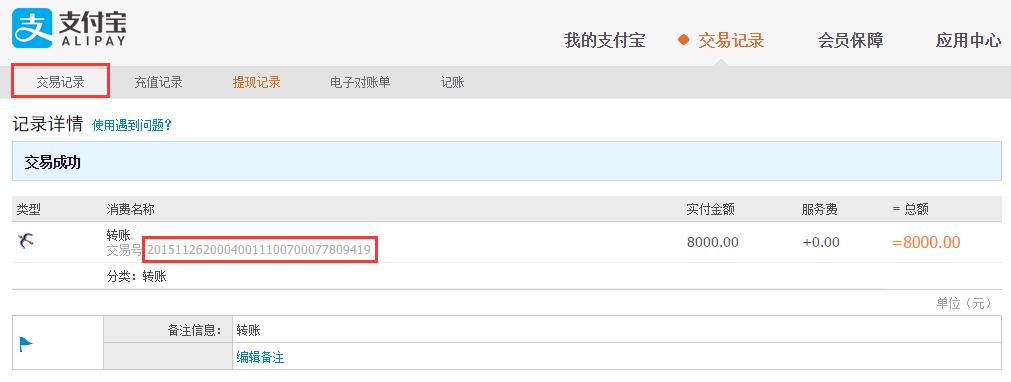 支付宝
ALIPAY
我的支付宝 交易记录 会员保障 应用中心
交易记录 充值记录 提现记录 电子对账单 记账
记录详情 使用遇到问题?
交易成功
类型 消费名称 实付金额 服务费 = 总额
转账
交易号 20151126200040011100700077809419 8000.00 +0.00 =8000.00
分类：转账
单位（元）
备注信息： 转账
编辑备注